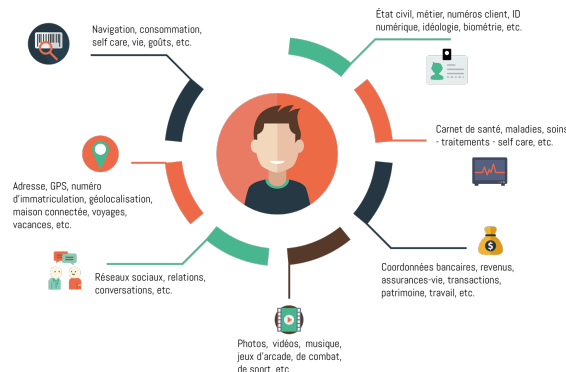 État civil, métier, numéros client, ID
numérique, idéologie, biométrie, etc.
Navigation, consommation,
self care, vie, goûts, etc.
Carnet de santé, maladies, soins
- traitements - self care, etc.
Adresse, GPS, numéro
d'immatriculation, géolocalisation,
maison connectée, voyages,
vacances, etc.
Coordonnées bancaires, revenus,
assurances-vie, transactions,
patrimoine, travail, etc.
Réseaux sociaux, relations,
conversations, etc.
Photos, vidéos, musique,
jeux d'arcade, de combat,
de sport, etc.
$